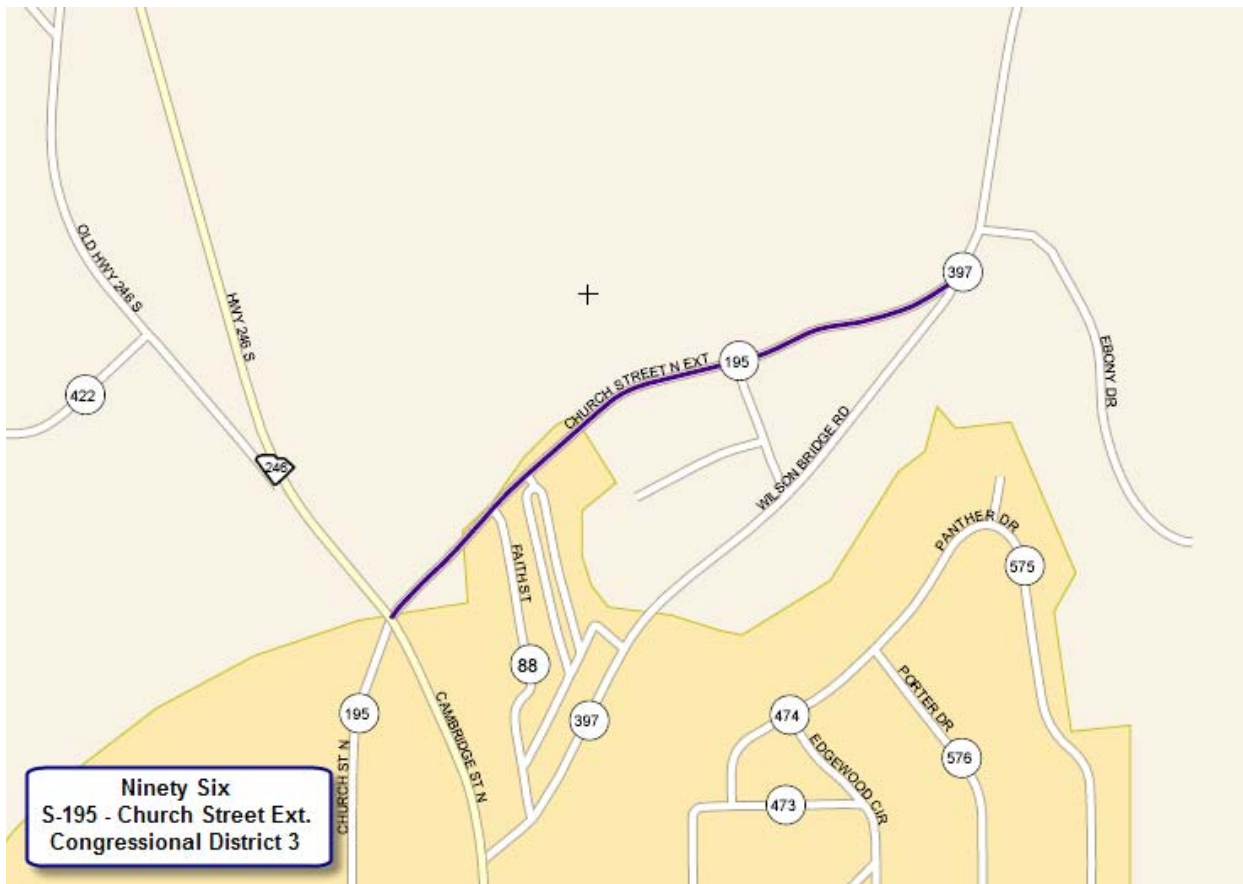 OLD HWY 246 S
HWY 246 S
422
246
397
EBONY DR
CHURCH STREET N EXT
195
WILSON BRIDGE RD
PANTHER DR
575
FAITH ST
88
195
397
474
PORTER DR
576
EDGEWOOD CIR
473
CAMBRIDGE ST N
CHURCH ST N
Ninety Six
S-195 - Church Street Ext.
Congressional District 3